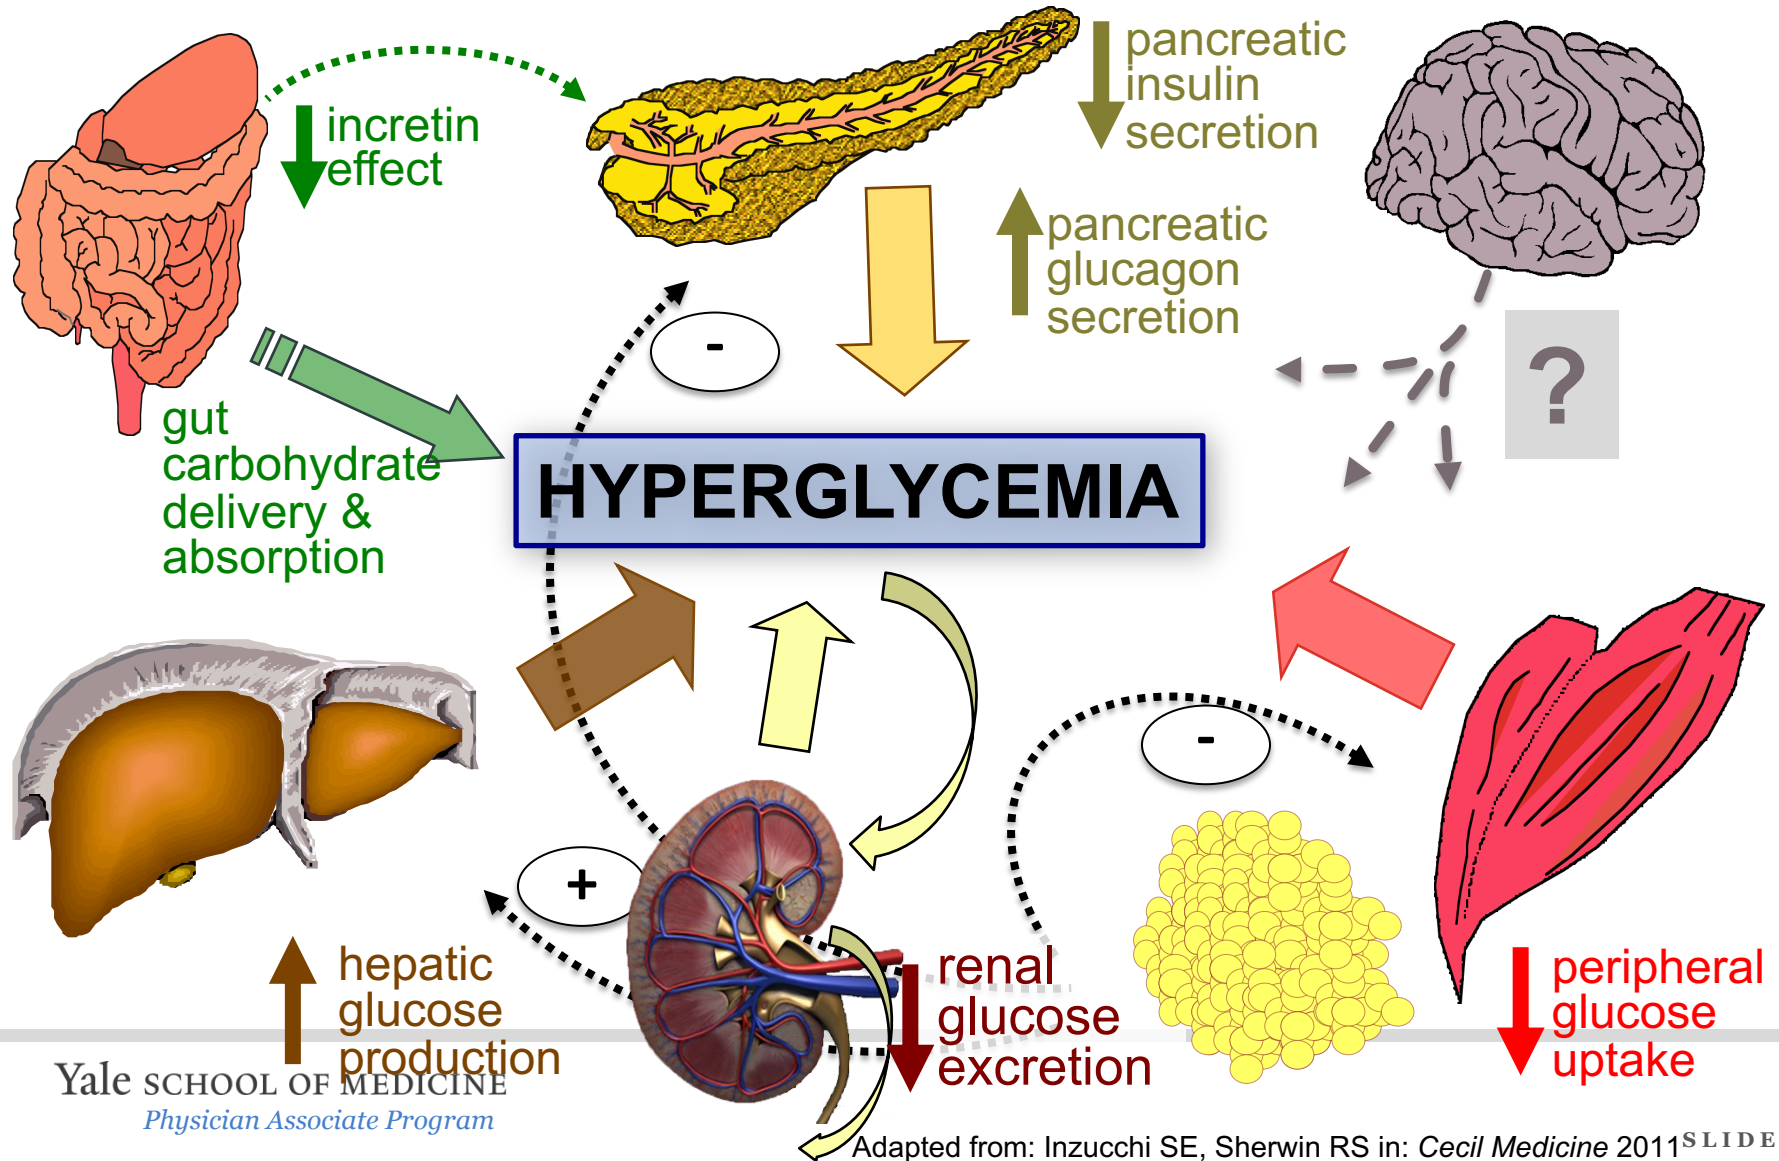 pancreatic
insulin
secretion
incretin
effect
pancreatic
glucagon
secretion
-
?
gut
carbohydrate
delivery &
absorption
HYPERGLYCEMIA
-
+
hepatic
glucose
production
renal
glucose
excretion
peripheral
glucose
uptake
Yale SCHOOL OF MEDICINE
Physician Associate Program
Adapted from: Inzucchi SE, Sherwin RS in: Cecil Medicine 2011
SLIDE